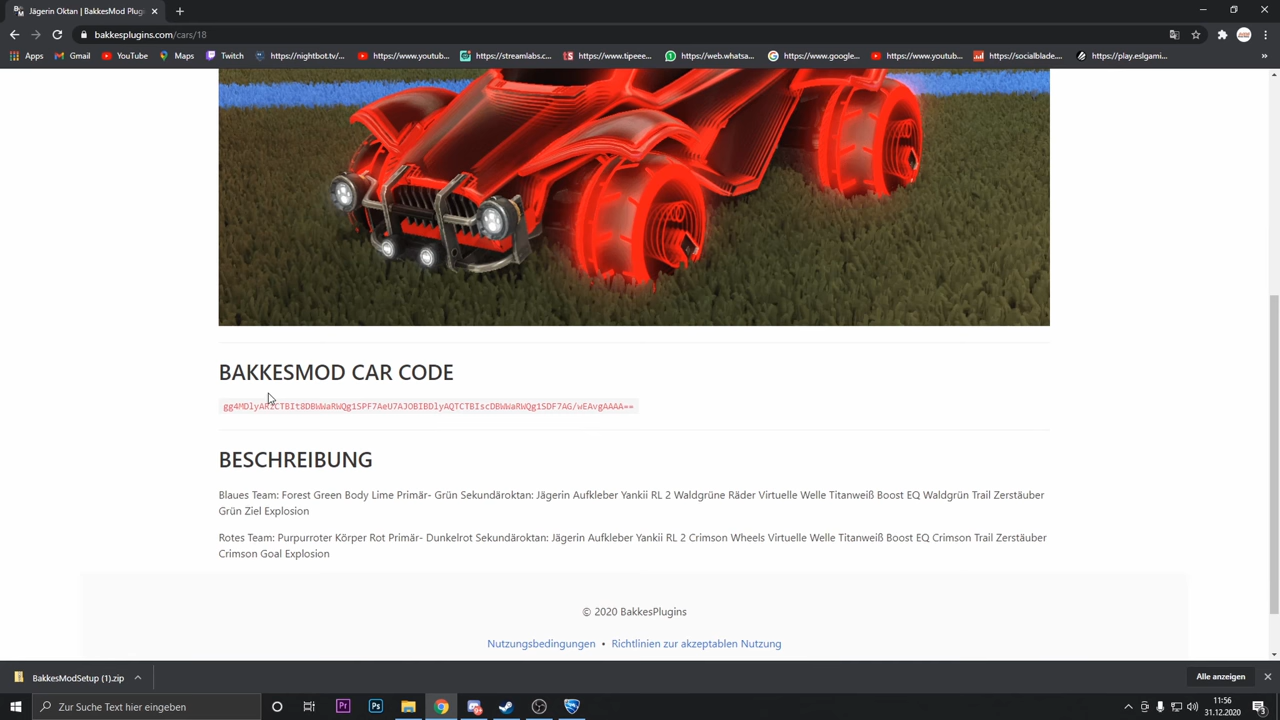 Jägerin Oktan | BakkesPlugins
bakkesplugins.com/cars/18
Apps
Gmail
YouTube
Maps
Twitch
https://nightbot.tv/...
https://www.youtub...
https://streamlabs.c...
https://www.tipeee...
https://web.whatsa...
https://www.google...
https://www.youtub...
https://socialblade...
https://play.eslgami...
BAKKESMOD CAR CODE
BESCHREIBUNG
Blaues Team: Forest Green Body Lime Primär- Grün Sekundäroktan: Jägerin Aufkleber Yankii RL 2 Waldgrüne Räder Virtuelle Welle Titanweiß Boost EQ Waldgrün Trail Zerstäuber
Grün Ziel Explosion
Rotes Team: Purpurroter Körper Rot Primär- Dunkelrot Sekundäroktan: Jägerin Aufkleber Yankii RL 2 Crimson Wheels Virtuelle Welle Titanweiß Boost EQ Crimson Trail Zerstäuber
Crimson Goal Explosion
© 2020 BakkesPlugins
Nutzungsbedingungen • Richtlinien zur akzeptablen Nutzung
BakkesModSetup (1).zip
Alle anzeigen
Zur Suche Text hier eingeben
11:56
31.12.2020